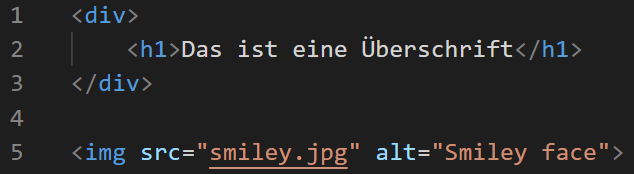 1 <div>
2     <h1>Das ist eine Überschrift</h1>
3 </div>
4
5 <img src="smiley.jpg" alt="Smiley face">